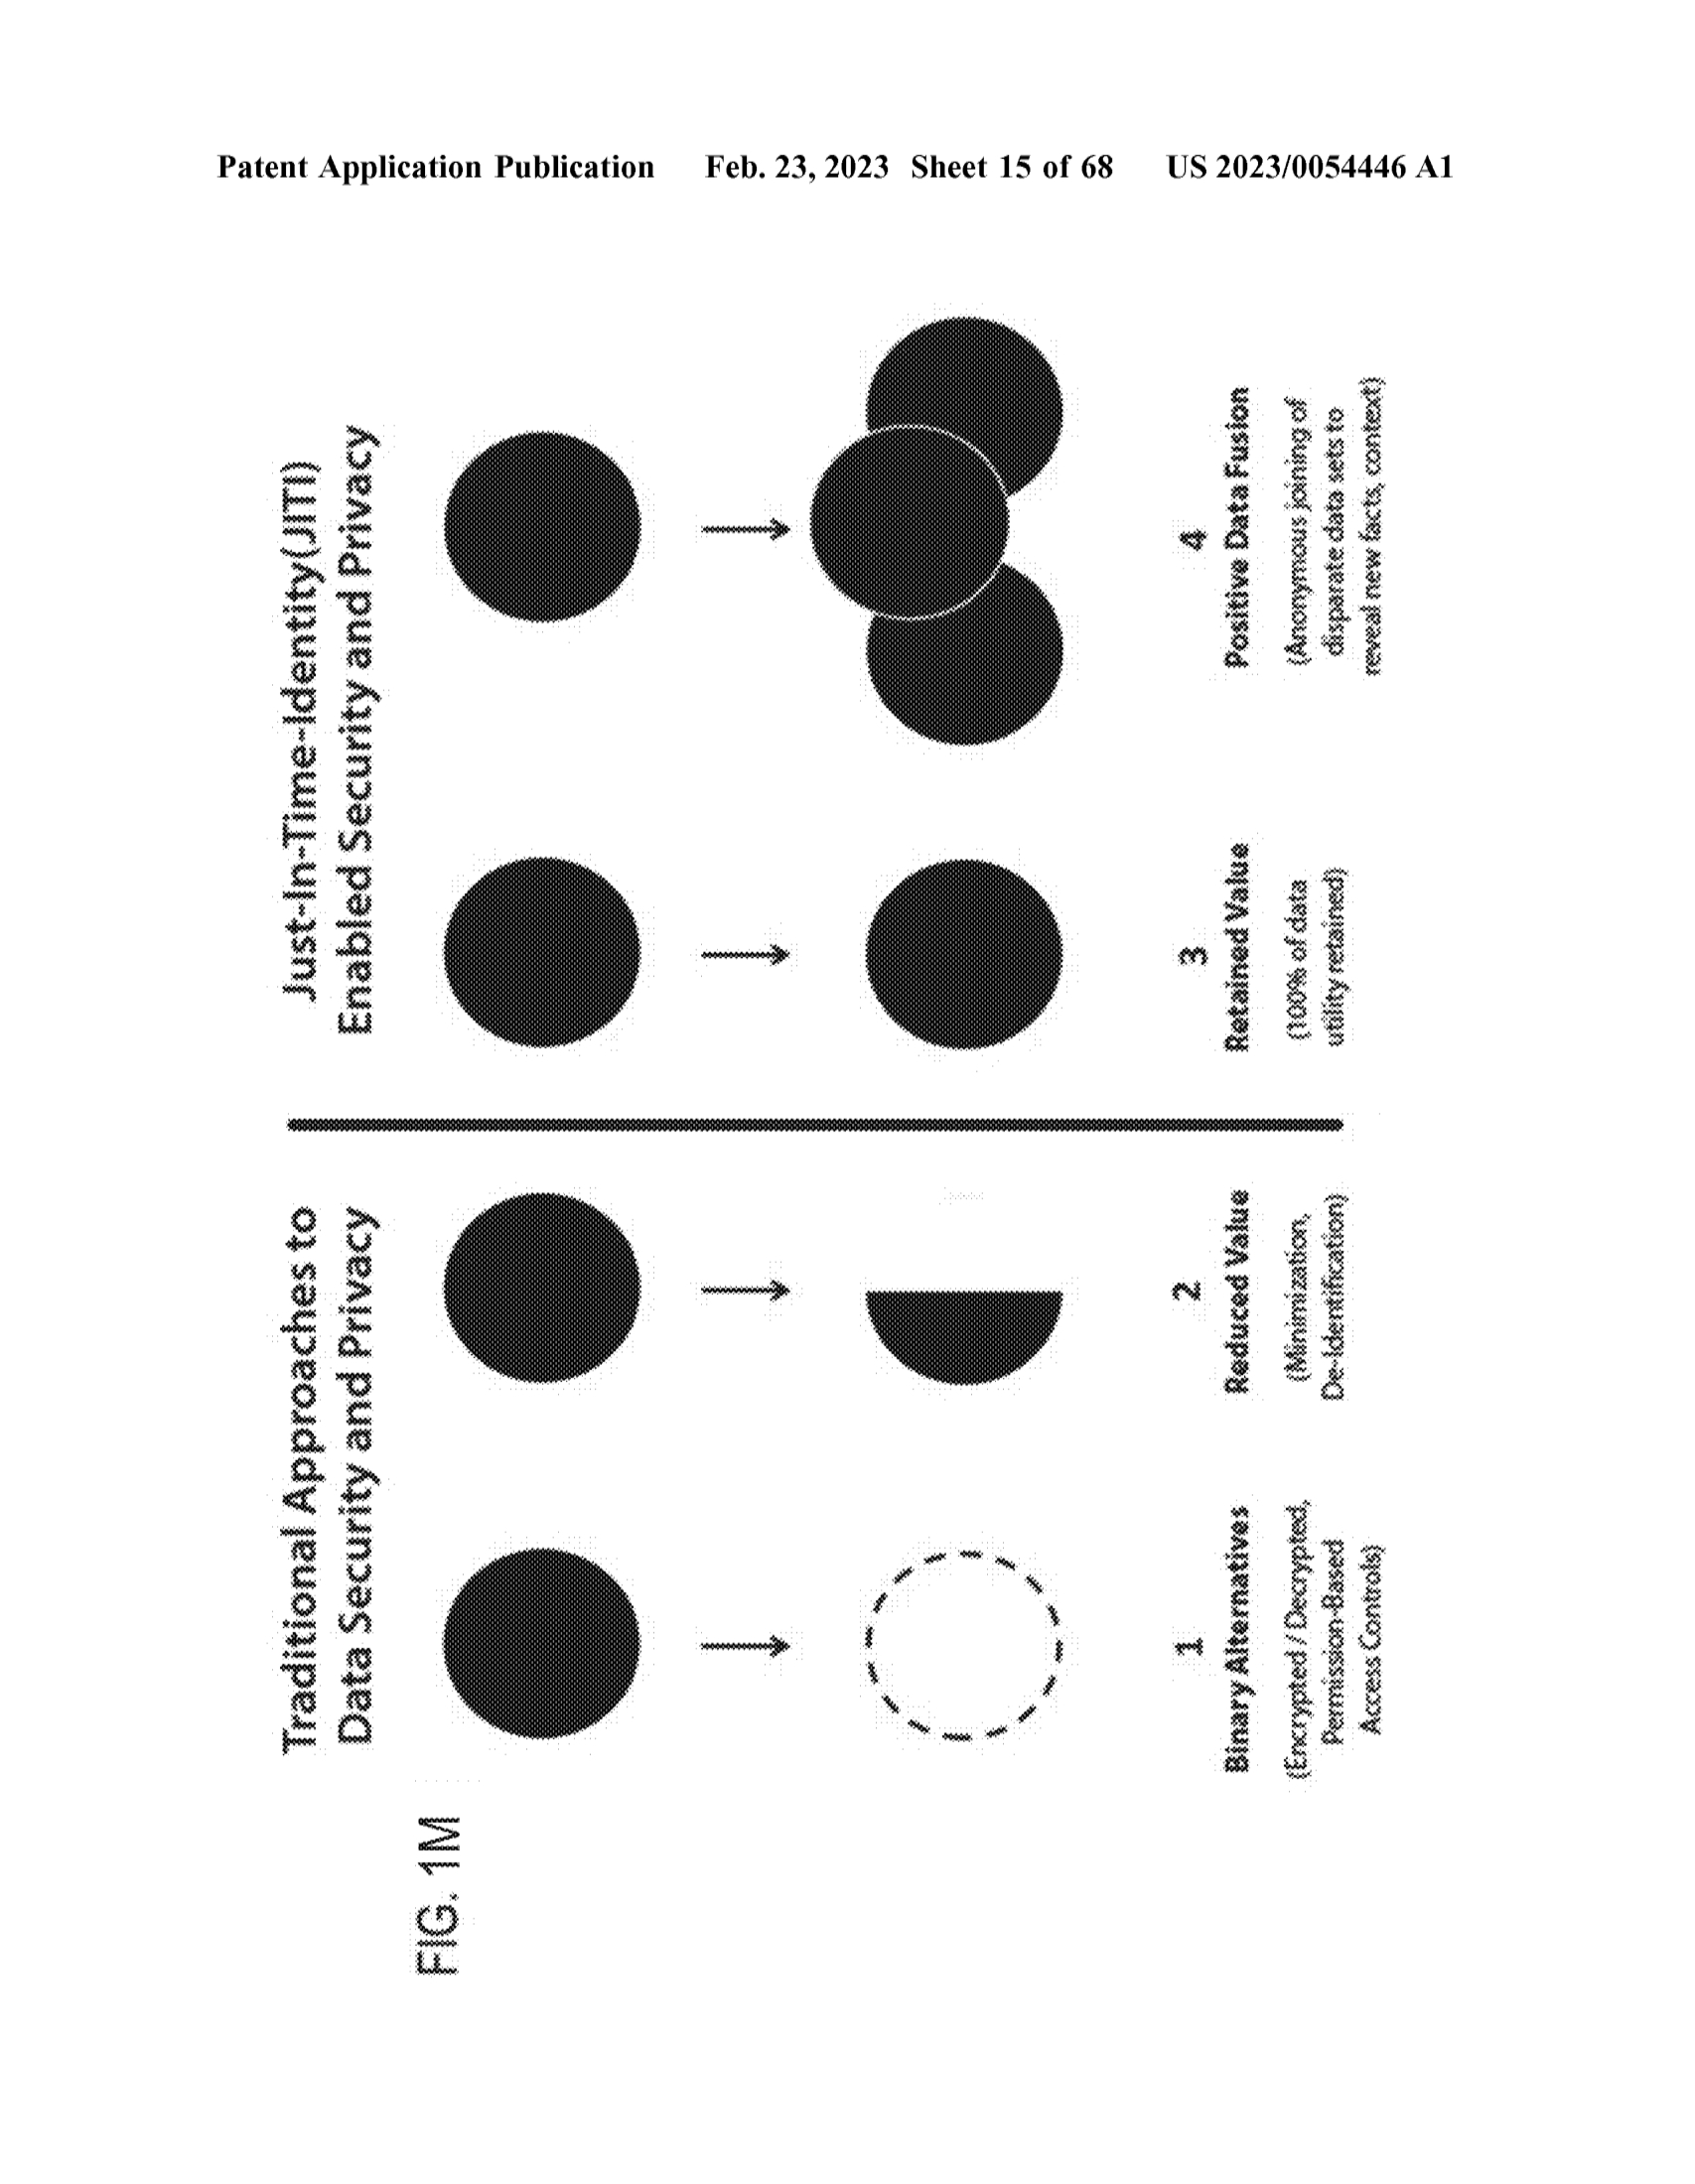 Patent Application Publication Feb. 23, 2023 Sheet 15 of 68 US 2023/0054446 A1
FIG. 1M
Traditional Approaches to
Data Security and Privacy
Just-In-Time-Identity(JITI)
Enabled Security and Privacy
1
Binary Alternatives
(Encrypted / Decrypted,
Permission-Based
Access Controls)
2
Reduced Value
(Minimization,
De-Identification)
3
Retained Value
(100% of data
utility retained)
4
Positive Data Fusion
(Anonymous joining of
disparate data sets to
reveal new facts, context)